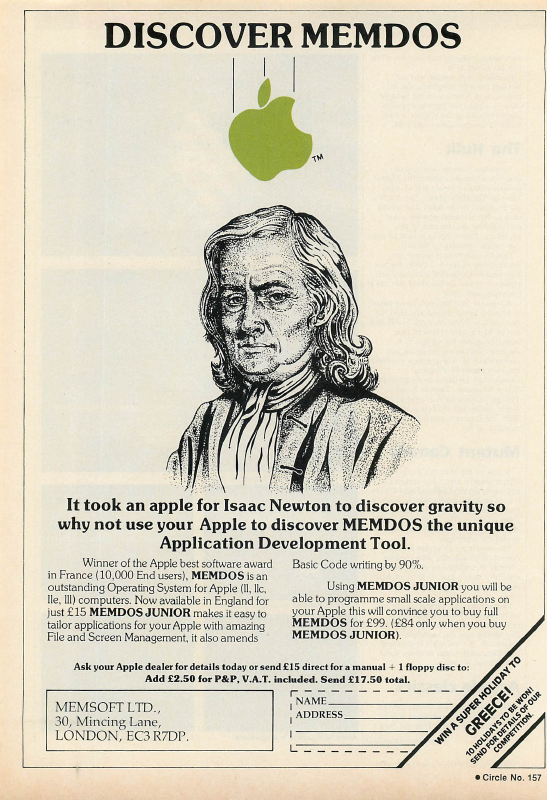 DISCOVER MEMDOS
TM
It took an apple for Isaac Newton to discover gravity so
why not use your Apple to discover MEMDOS the unique
Application Development Tool.
Winner of the Apple best software award
in France (10,000 End users), MEMDOS is an
outstanding Operating System for Apple (II, IIc,
IIe, III) computers. Now available in England for
just £15 MEMDOS JUNIOR makes it easy to
tailor applications for your Apple with amazing
File and Screen Management, it also amends
Basic Code writing by 90%.
Using MEMDOS JUNIOR you will be
able to programme small scale applications on
your Apple this will convince you to buy full
MEMDOS for £99. (£84 only when you buy
MEMDOS JUNIOR).
Ask your Apple dealer for details today or send £15 direct for a manual + 1 floppy disc to:
Add £2.50 for P&P, V.A.T. included. Send £17.50 total.
MEMSOFT LTD.,
30, Mincing Lane,
LONDON, EC3 R7DP.
NAME
ADDRESS
WIN A SUPER HOLIDAY TO
GREECE!
10 HOLIDAYS TO BE WON!
SEND FOR DETAILS OF OUR
COMPETITION.
• Circle No. 157